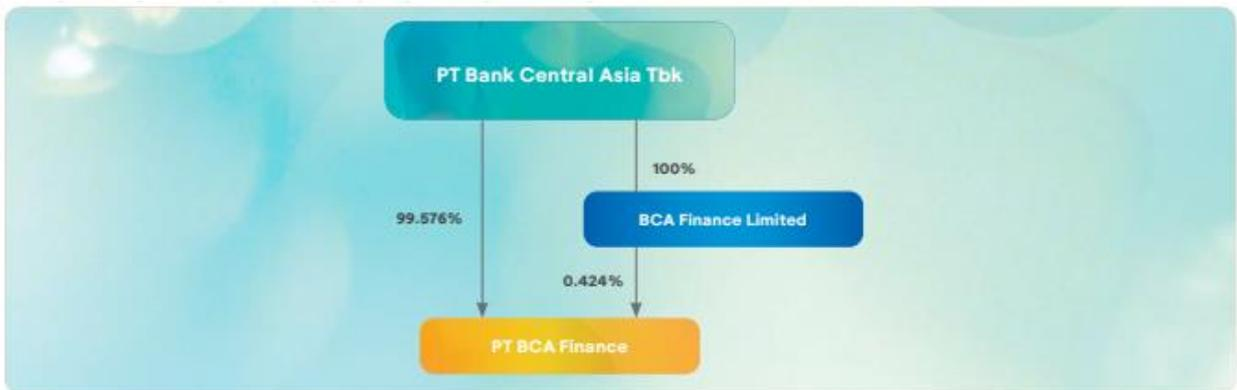 PT Bank Central Asia Tbk
100%
99.576%
BCA Finance Limited
0.424%
PT BCA Finance